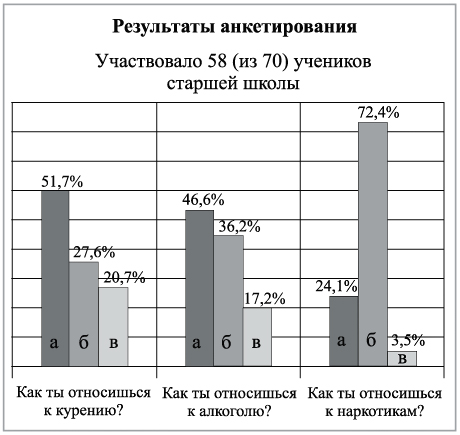 Результаты анкетирования
Участвовало 58 (из 70) учеников
старшей школы
51,7%
27,6%
20,7%
а б в
46,6%
36,2%
17,2%
а б в
72,4%
24,1%
3,5%
а б в
Как ты относишься
к курению?
Как ты относишься
к алкоголю?
Как ты относишься
к наркотикам?